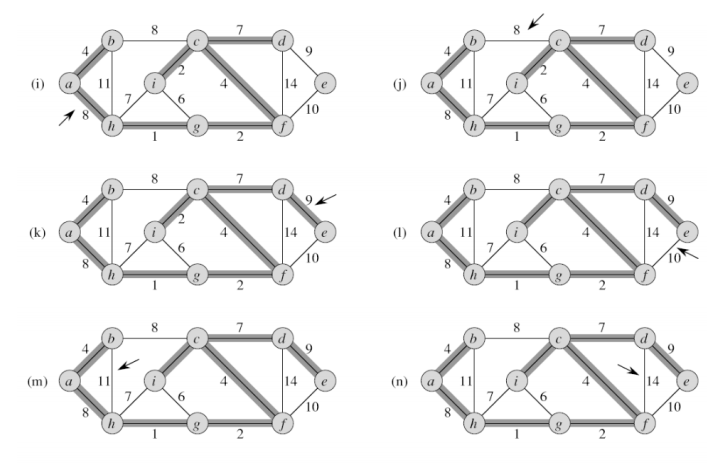 8 7 8 7
b c d b c d
4 9 4 9
2 2
(i) a 11 i 4 14 e (j) a 11 i 4 14 e
8 7 6 10 8 7 6 10
h g f h g f
1 2 1 2
8 7 8 7
b c d b c d
4 9 4 9
2
(k) a 11 i 4 14 e (l) a 11 i 4 14 e
8 7 6 10 8 7 6 10
h g f h g f
1 2 1 2
8 7 8 7
b c d b c d
4 9 4 9
(m) a 11 i 4 14 e (n) a 11 i 4 14 e
8 7 6 10 8 7 6 10
h g f h g f
1 2 1 2